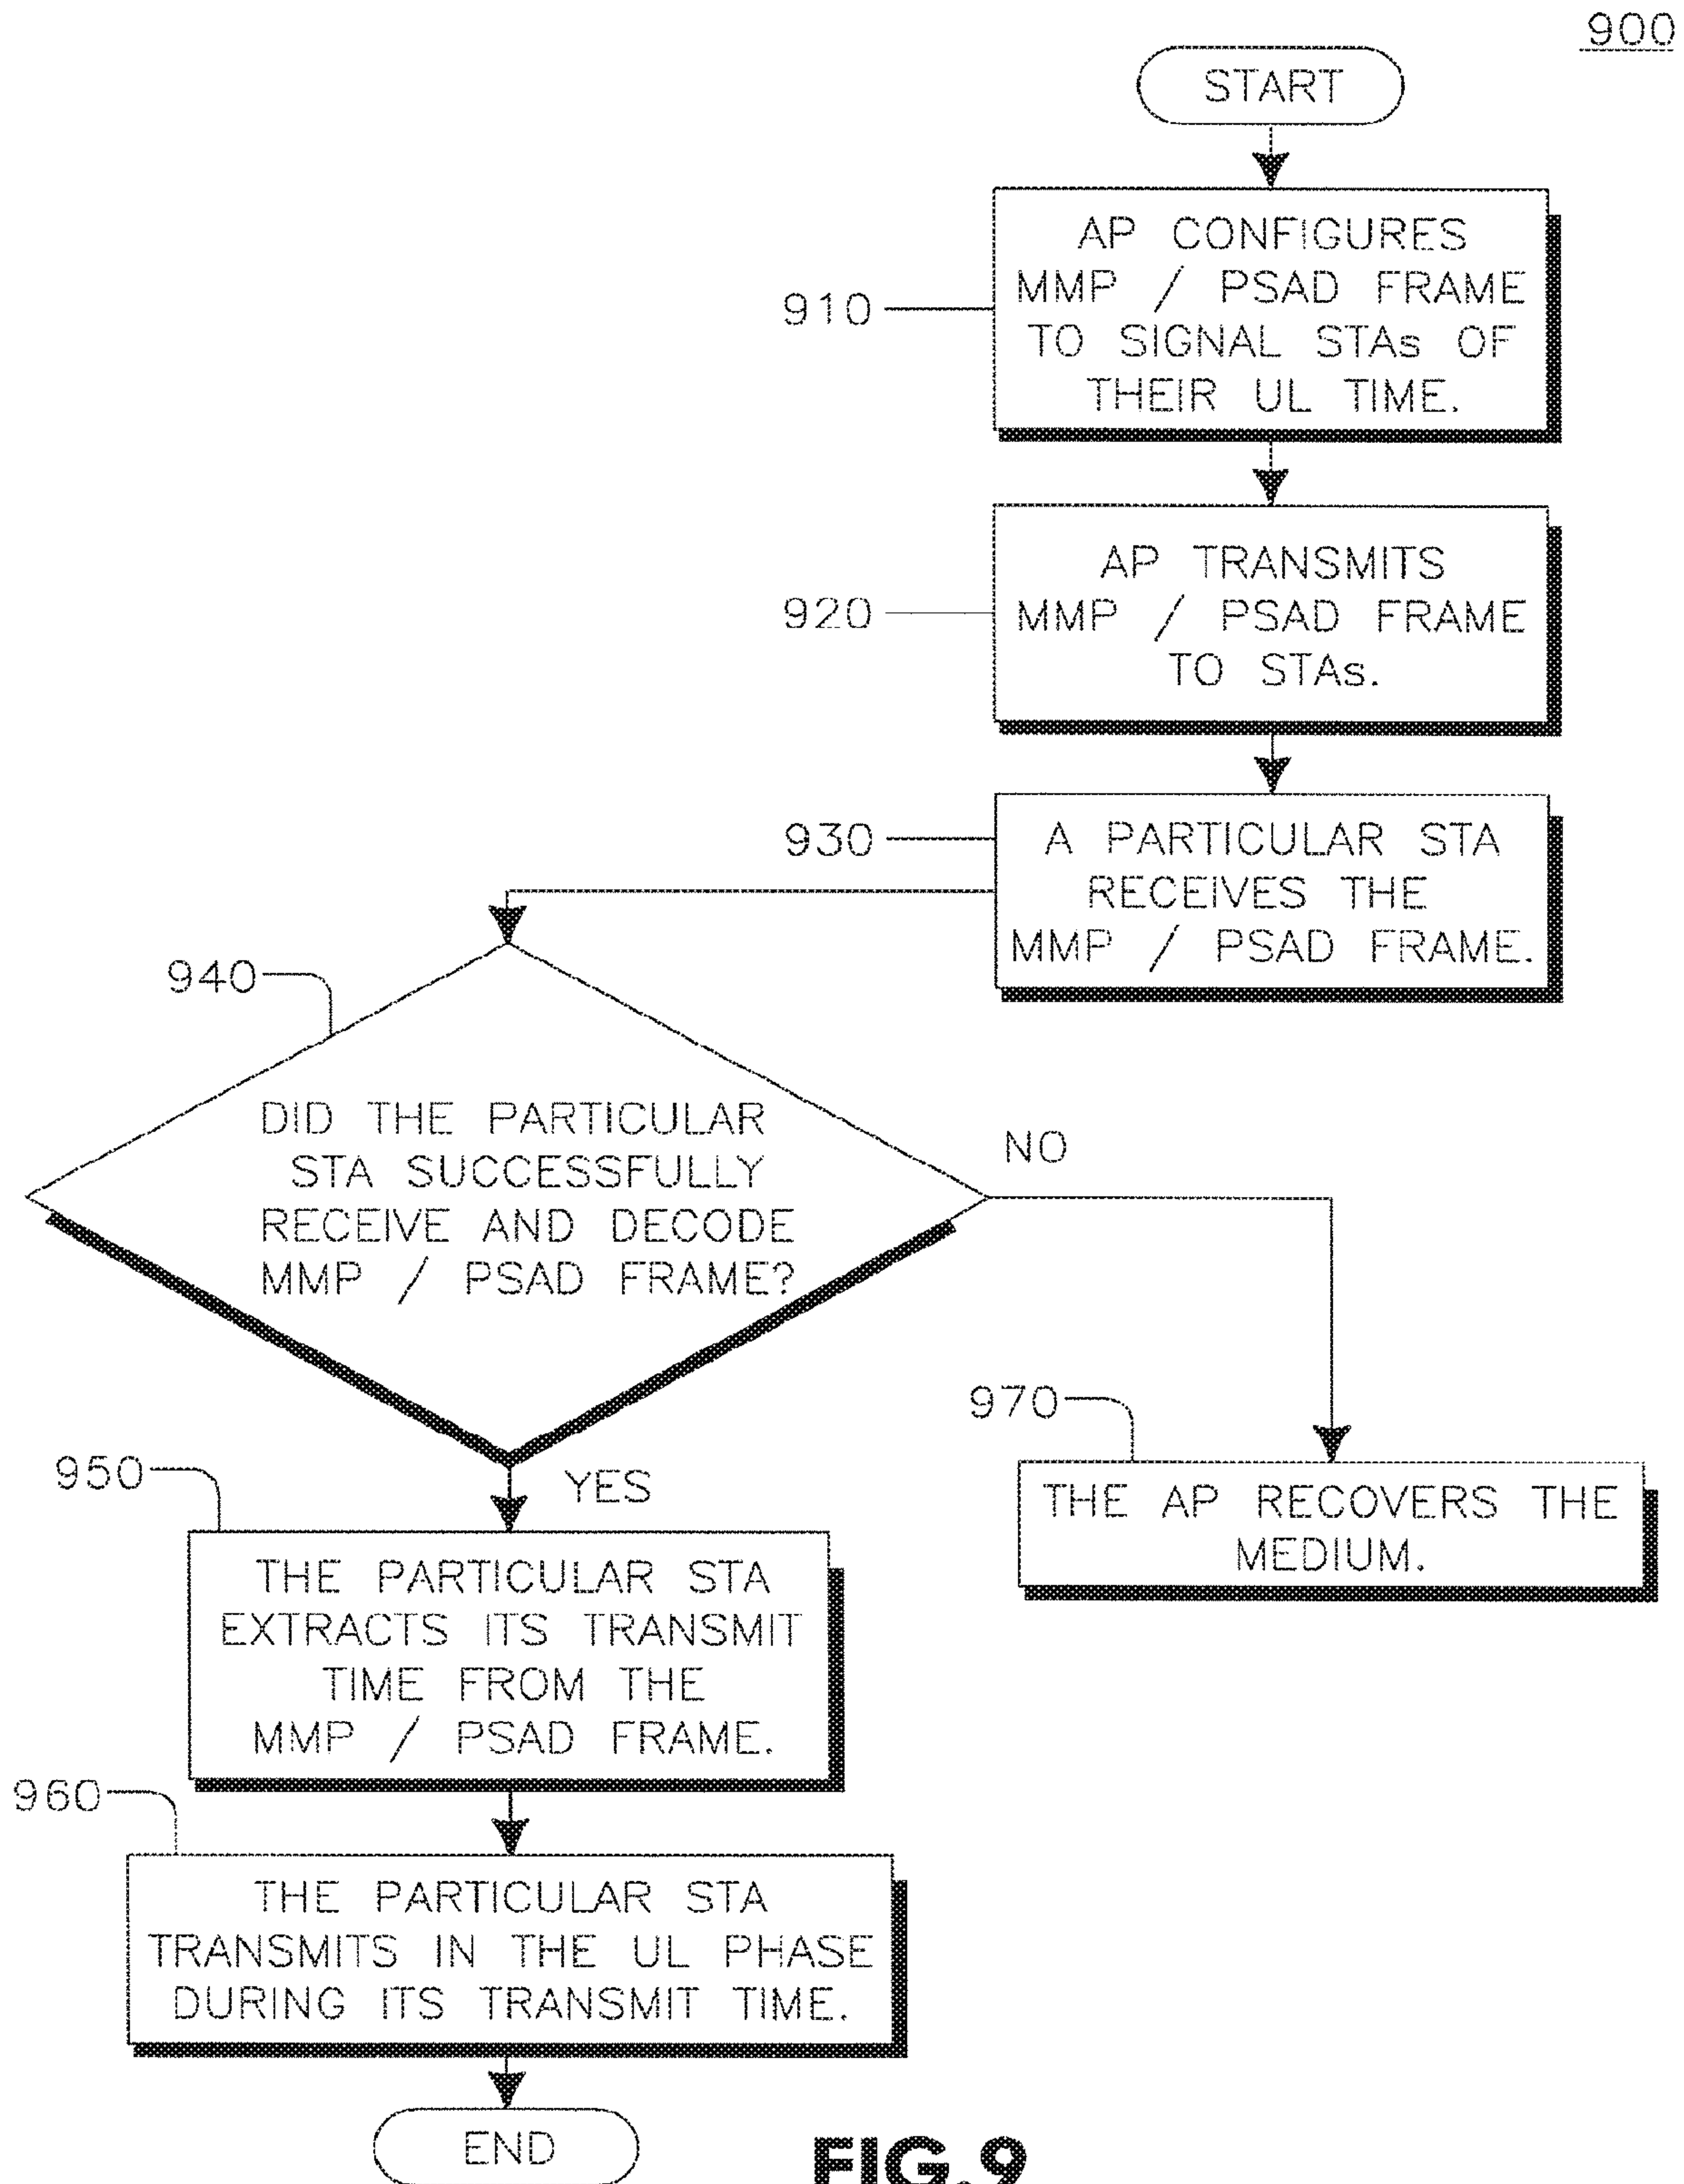 900
START
910
AP CONFIGURES
MMP / PSAD FRAME
TO SIGNAL STAs OF
THEIR UL TIME.
920
AP TRANSMITS
MMP / PSAD FRAME
TO STAs.
930
A PARTICULAR STA
RECEIVES THE
MMP / PSAD FRAME.
940
DID THE PARTICULAR
STA SUCCESSFULLY
RECEIVE AND DECODE
MMP / PSAD FRAME?
NO
970
THE AP RECOVERS THE
MEDIUM.
YES
950
THE PARTICULAR STA
EXTRACTS ITS TRANSMIT
TIME FROM THE
MMP / PSAD FRAME.
960
THE PARTICULAR STA
TRANSMITS IN THE UL PHASE
DURING ITS TRANSMIT TIME.
END
FIG.9